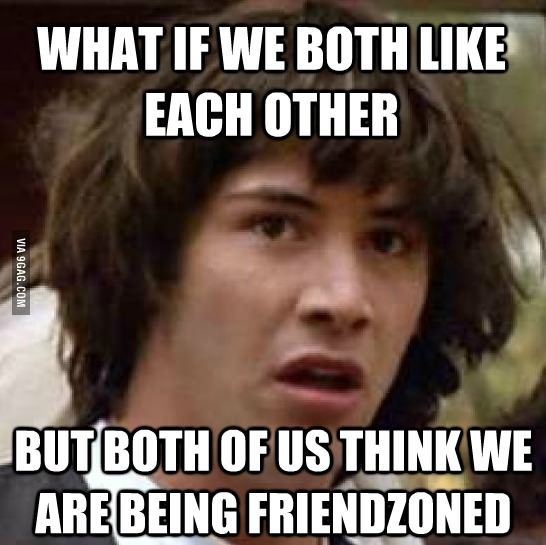 WHAT IF WE BOTH LIKE
EACH OTHER
VIA 9GAG.COM
BUT BOTH OF US THINK WE
ARE BEING FRIENDZONED